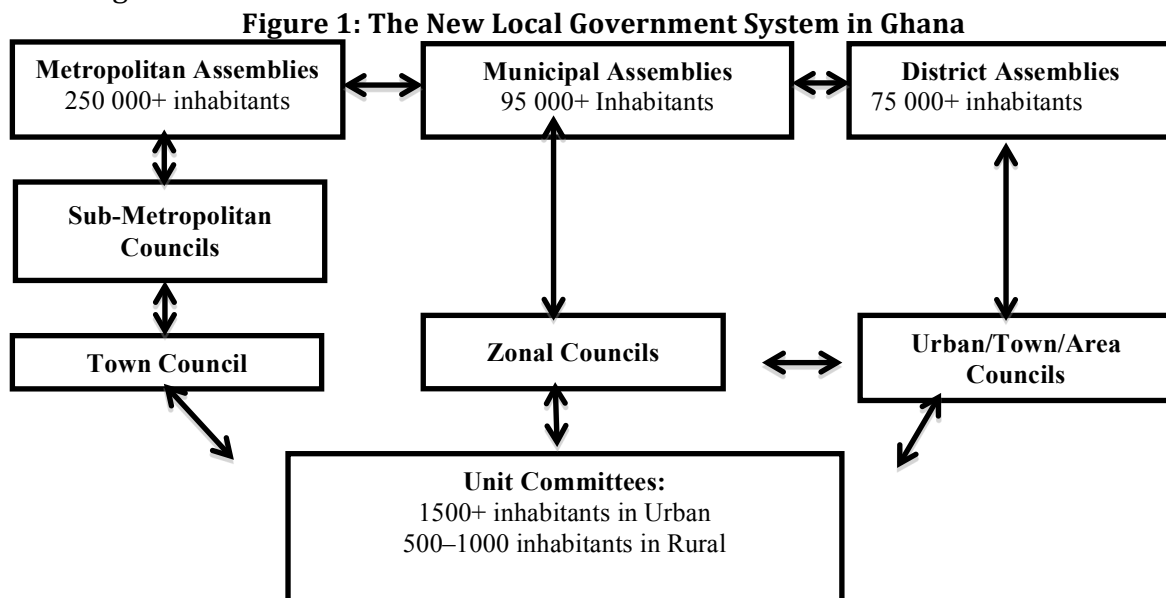 Figure 1: The New Local Government System in Ghana
Metropolitan Assemblies
250 000+ inhabitants
Municipal Assemblies
95 000+ Inhabitants
District Assemblies
75 000+ inhabitants
Sub-Metropolitan
Councils
Town Council
Zonal Councils
Urban/Town/Area
Councils
Unit Committees:
1500+ inhabitants in Urban
500–1000 inhabitants in Rural